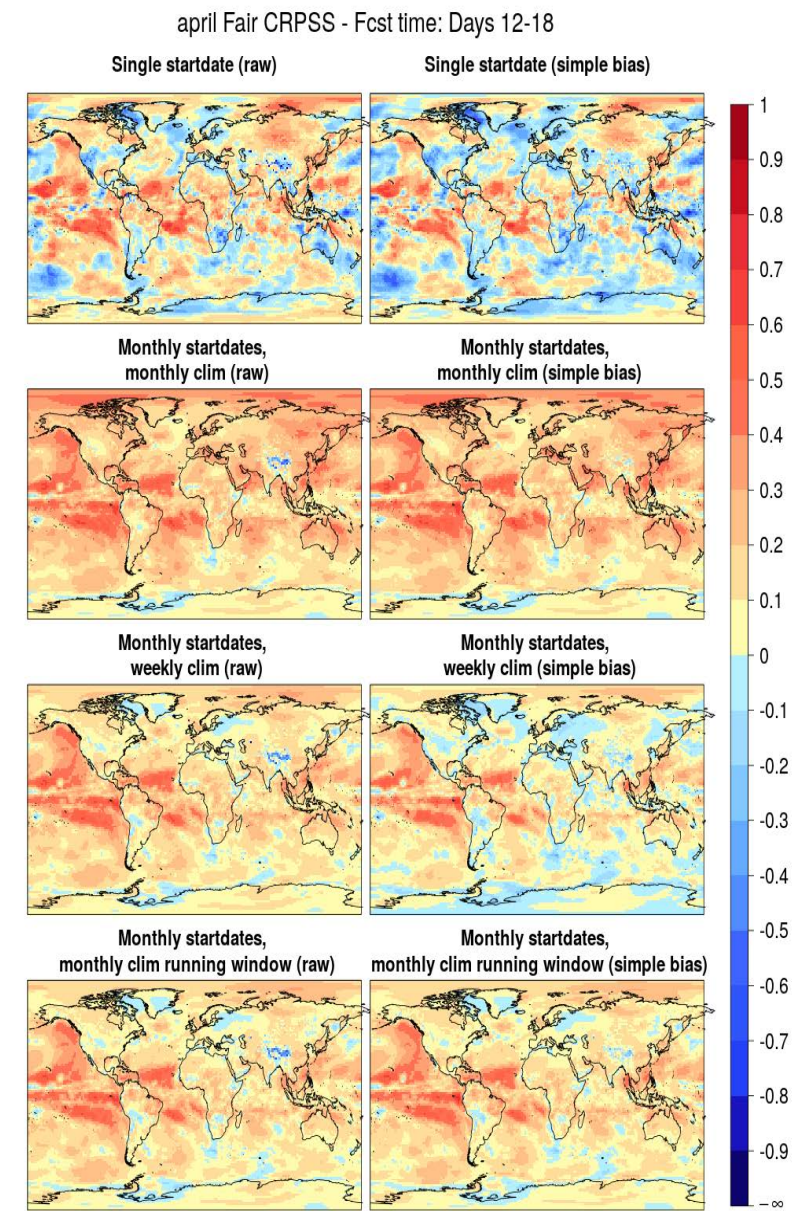 april Fair CRPSS - Fcst time: Days 12-18
Single startdate (raw)
Single startdate (simple bias)
Monthly startdates,
monthly clim (raw)
Monthly startdates,
monthly clim (simple bias)
Monthly startdates,
weekly clim (raw)
Monthly startdates,
weekly clim (simple bias)
Monthly startdates,
monthly clim running window (raw)
Monthly startdates,
monthly clim running window (simple bias)
1
0.9
0.8
0.7
0.6
0.5
0.4
0.3
0.2
0.1
0
-0.1
-0.2
-0.3
-0.4
-0.5
-0.6
-0.7
-0.8
-0.9
−∞